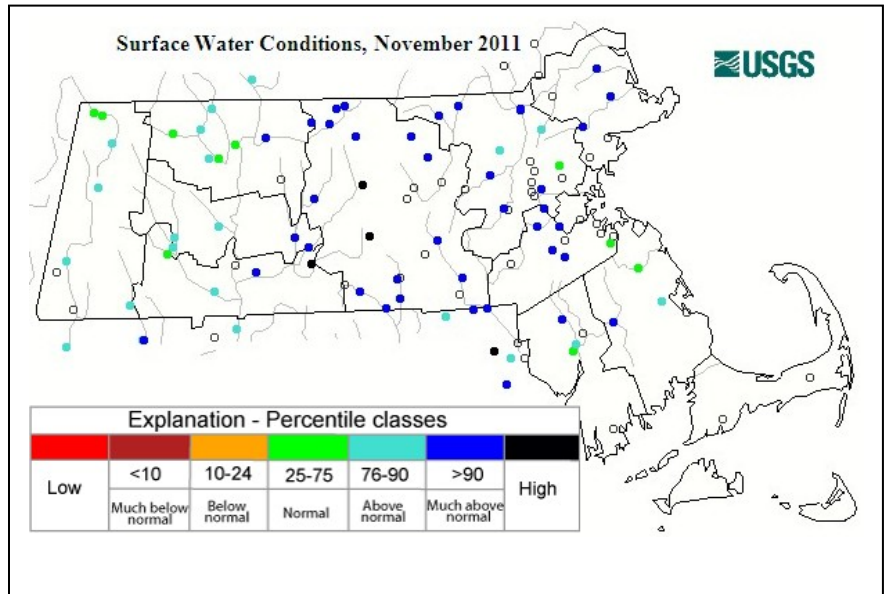 Surface Water Conditions, November 2011
USGS
Explanation - Percentile classes
Low
<10
10-24
25-75
76-90
>90
High
Much below
normal
Below
normal
Normal
Above
normal
Much above
normal